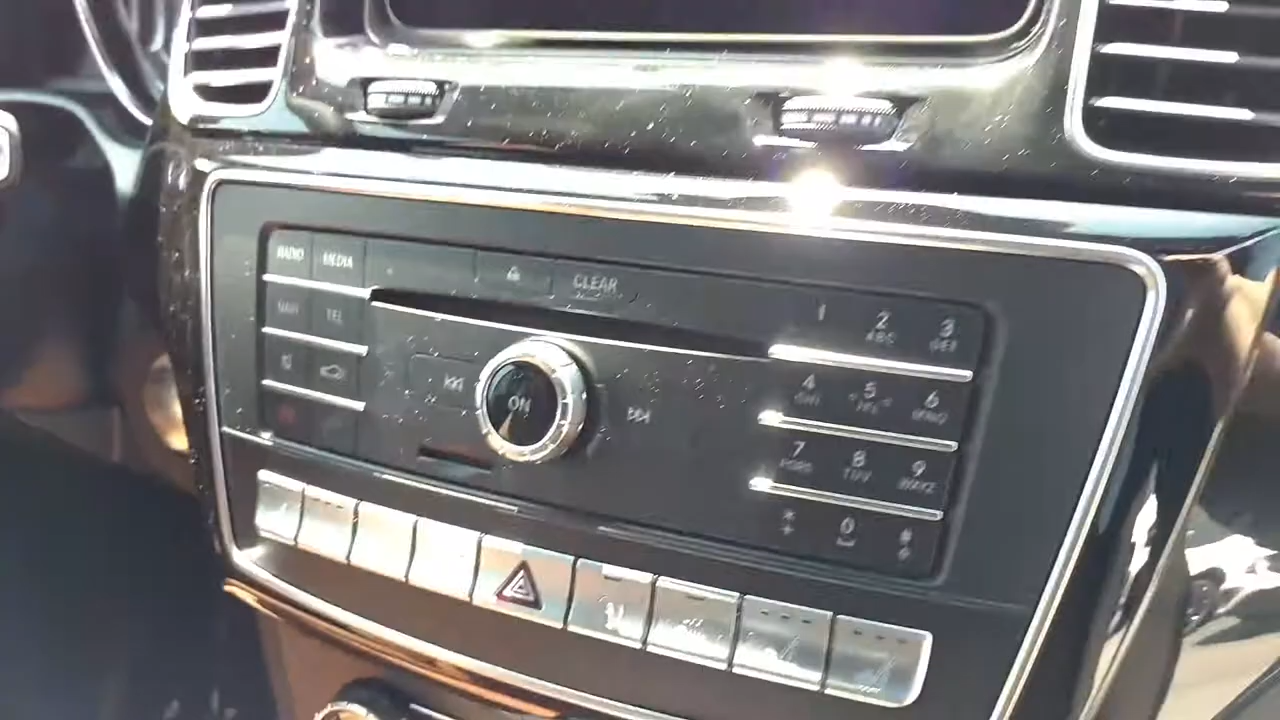 RADIO MEDIA
CLEAR
NAVI TEL
ON
1 2 3
ABC DEF
4 5 6
GHI JKL MNO
7 8 9
PQRS TUV WXYZ
* 0 #
+